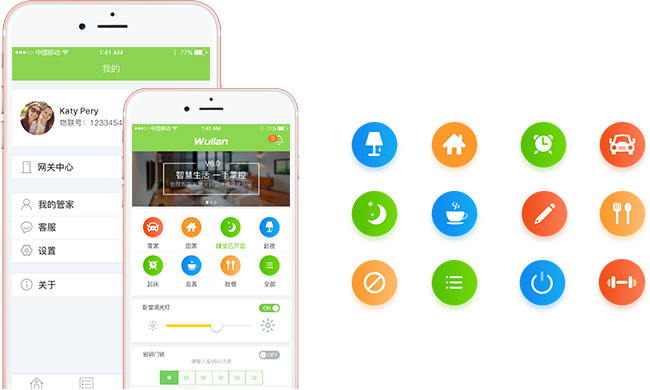 中国移动
1:41 AM
77%
我的
Katy Pery
物联号：12333454
网关中心
我的管家
客服
设置
关于
中国移动
1:41 AM
77%
Wulian
V6.0
智慧生活 一手掌控
离家
回家
睡觉已开启
起夜
起床
会客
就餐
全部
卧室调光灯
ON
密码门锁
OFF
请输入密码以开锁